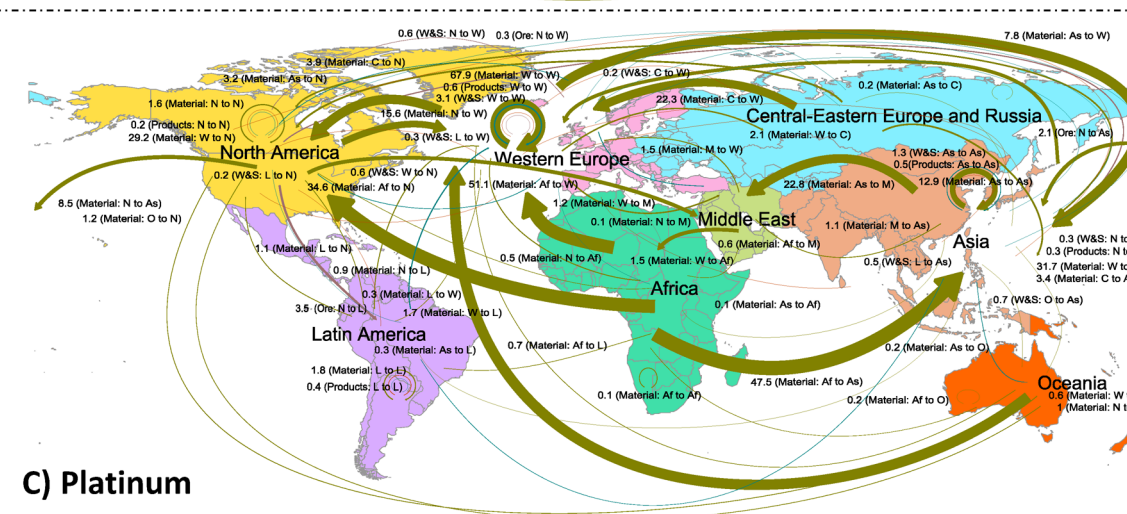 0.6 (W&S: N to W)
0.3 (Ore: N to W)
7.8 (Material: As to W)
3.9 (Material: C to N)
3.2 (Material: As to N)
67.9 (Material: W to W)
0.2 (W&S: C to W)
0.2 (Material: As to C)
0.6 (Products: W to W)
3.1 (W&S: W to W)
22.3 (Material: C to W)
1.6 (Material: N to N)
15.6 (Material: N to W)
Central-Eastern Europe and Russia
0.2 (Products: N to N)
29.2 (Material: W to N)
0.3 (W&S: L to W)
2.1 (Material: W to C)
2.1 (Ore: N to As)
North America
Western Europe
1.5 (Material: M to W)
1.3 (W&S: As to As)
0.5(Products: As to As)
0.2 (W&S: L to N)
0.6 (W&S: W to N)
34.6 (Material: Af to N)
51.1 (Material: Af to W)
22.8 (Material: As to M)
12.9 (Material: As to As)
8.5 (Material: N to As)
1.2 (Material: O to N)
1.2 (Material: W to M)
0.1 (Material: N to M)
Middle East
1.1 (Material: M to As)
1.1 (Material: L to N)
0.6 (Material: Af to M)
Asia
0.3 (W&S: N to
0.3 (Product: N to
0.5 (Material: N to Af)
1.5 (Material: W to Af)
0.5 (W&S: L to As)
31.7 (Material: W to
3.4 (Material: C to A
0.9 (Material: N to L)
Africa
0.3 (Material: L to W)
0.1 (Material: As to Af)
0.7 (W&S: O to As)
3.5 (Ore: N to L)
1.7 (Material: W to L)
Latin America
0.3 (Material: As to L)
0.7 (Material: Af to L)
0.2 (Material: As to O)
1.8 (Material: L to L)
0.4 (Products: L to L)
47.5 (Material: Af to As)
Oceania
0.1 (Material: Af to Af)
0.2 (Material: Af to O)
0.6 (Material: W
1 (Material: N t
C) Platinum